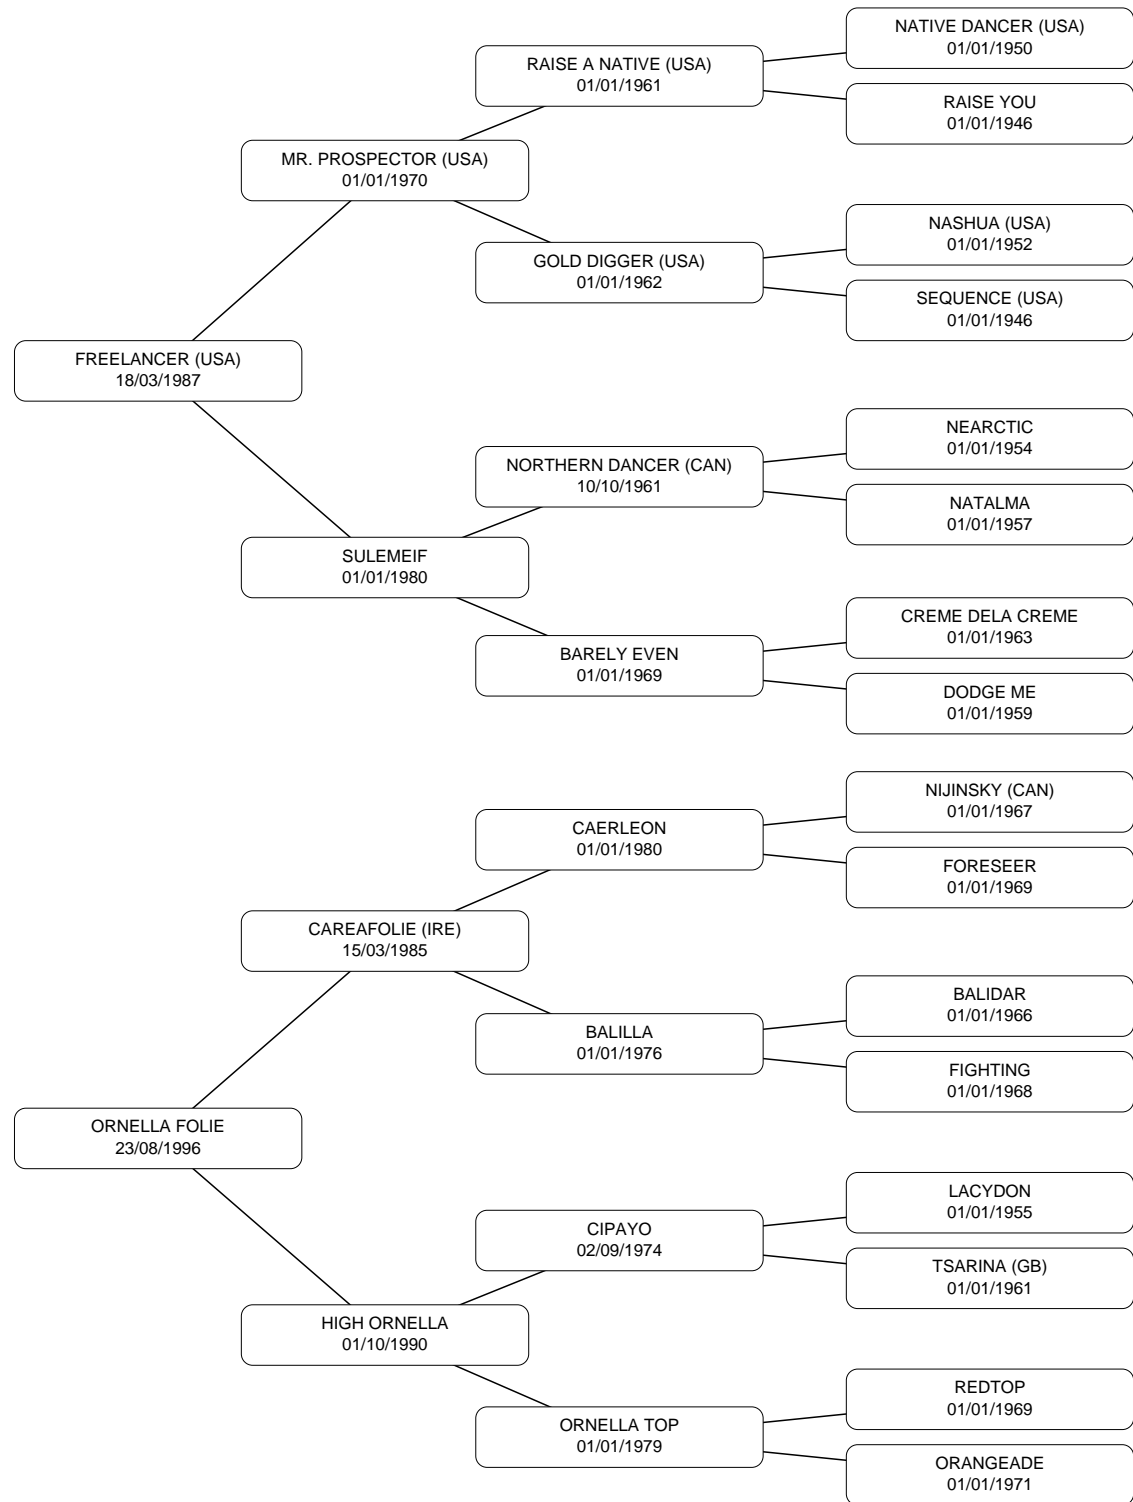 NATIVE DANCER (USA)
01/01/1950
RAISE A NATIVE (USA)
01/01/1961
RAISE YOU
01/01/1946
MR. PROSPECTOR (USA)
01/01/1970
NASHUA (USA)
01/01/1952
GOLD DIGGER (USA)
01/01/1962
SEQUENCE (USA)
01/01/1946
FREELANCER (USA)
18/03/1987
NEARCTIC
01/01/1954
NORTHERN DANCER (CAN)
10/10/1961
NATALMA
01/01/1957
SULEMEIF
01/01/1980
CREME DELA CREME
01/01/1963
BARELY EVEN
01/01/1969
DODGE ME
01/01/1959
NIJINSKY (CAN)
01/01/1967
CAERLEON
01/01/1980
FORESEER
01/01/1969
CAREAFOLIE (IRE)
15/03/1985
BALIDAR
01/01/1966
BALILLA
01/01/1976
FIGHTING
01/01/1968
ORNELLA FOLIE
23/08/1996
LACYDON
01/01/1955
CIPAYO
02/09/1974
TSARINA (GB)
01/01/1961
HIGH ORNELLA
01/10/1990
REDTOP
01/01/1969
ORNELLA TOP
01/01/1979
ORANGEADE
01/01/1971